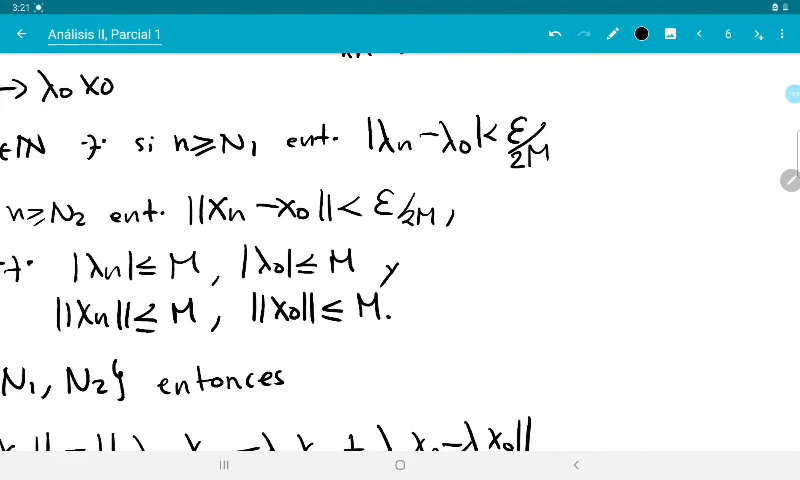 3:21
Análisis II, Parcial 1
6
→ λ₀ x₀
∈ℕ ∋· si n≥N₁ ent. |λₙ - λ₀| < ε/2M
n≥N₂ ent. ||xₙ - x₀|| < ε/2M,
∋· |λₙ| ≤ M, |λ₀| ≤ M y
||xₙ|| ≤ M, ||x₀|| ≤ M.
N₁, N₂} entonces